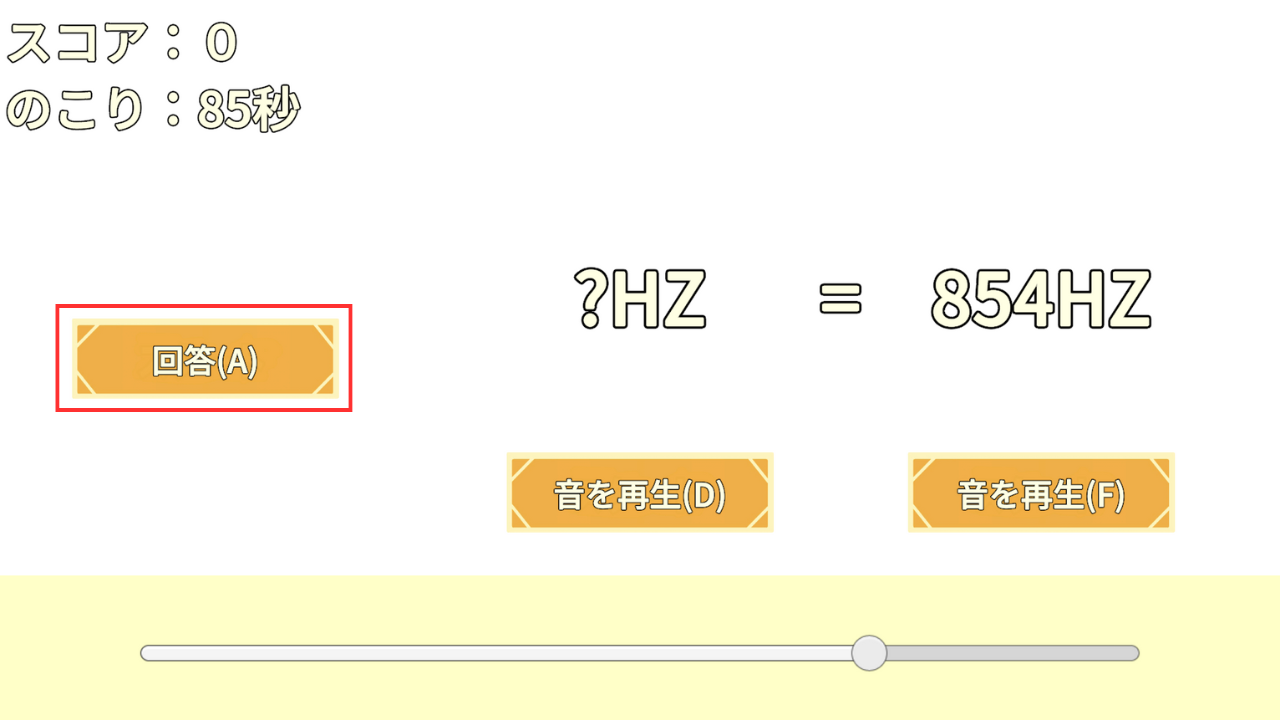 スコア：０
のこり：85秒
?HZ = 854HZ
回答(A)
音を再生(D) 音を再生(F)